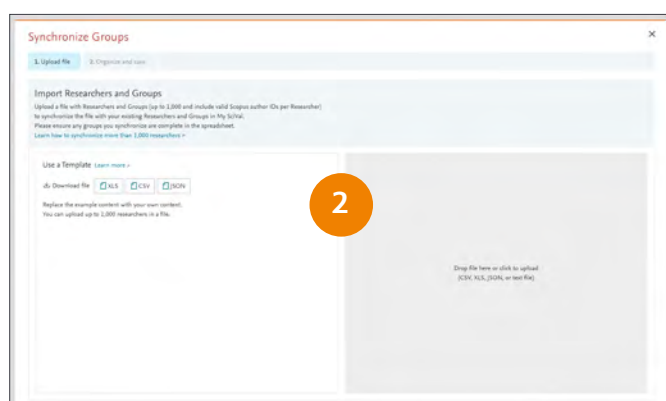 Synchronize Groups
×
1. Upload file 2. Organize and save
Import Researchers and Groups
Upload a file with Researchers and Groups (up to 1,000 and include valid Scopus author IDs per Researcher)
to synchronize the file with your existing Researchers and Groups in My SciVal.
Please ensure any groups you synchronize are complete in the spreadsheet.
Learn how to synchronize more than 1,000 researchers >
Use a Template Learn more >
Download file XLS CSV JSON
Replace the example content with your own content.
You can upload up to 1,000 researchers in a file.
2
Drop file here or click to upload
(CSV, XLS, JSON, or text file)